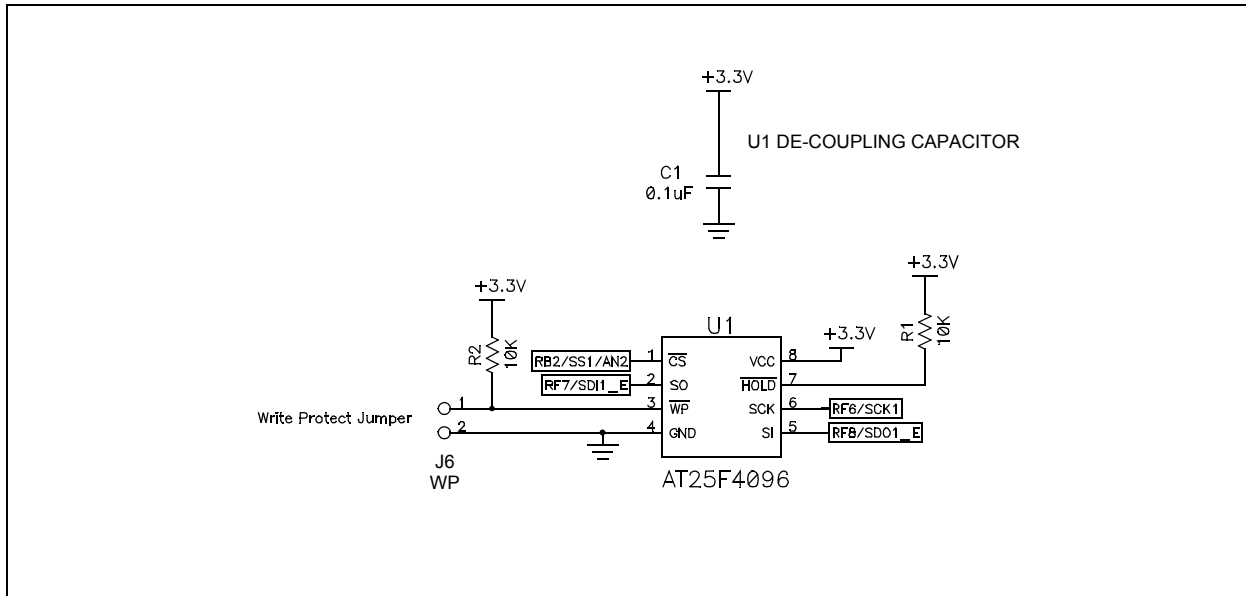 +3.3V
U1 DE-COUPLING CAPACITOR
C1
0.1uF
+3.3V
+3.3V
R2
10K
U1
+3.3V
R1
10K
RB2/SS1/AN2
1
CS
VCC
8
RF7/SDI1_E
2
SO
HOLD
7
Write Protect Jumper
1
3
WP
SCK
6
RF6/SCK1
2
4
GND
SI
5
RF8/SDO1_E
J6
WP
AT25F4096